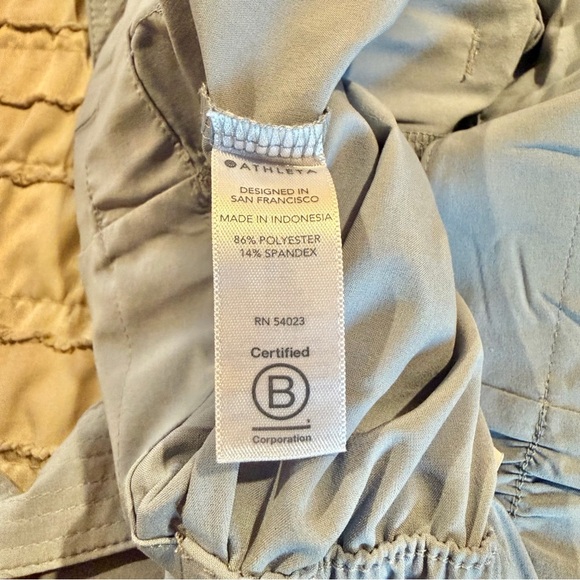 ATHLETA
DESIGNED IN
SAN FRANCISCO
MADE IN INDONESIA
86% POLYESTER
14% SPANDEX
RN 54023
Certified
B
Corporation